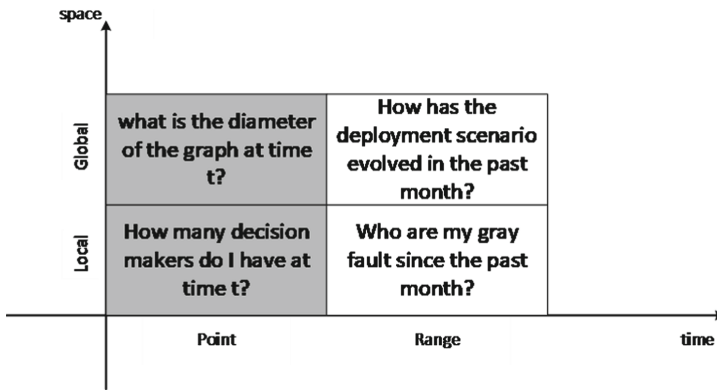 space
Global
what is the diameter
of the graph at time
t?
How has the
deployment scenario
evolved in the past
month?
Local
How many decision
makers do I have at
time t?
Who are my gray
fault since the past
month?
Point
Range
time